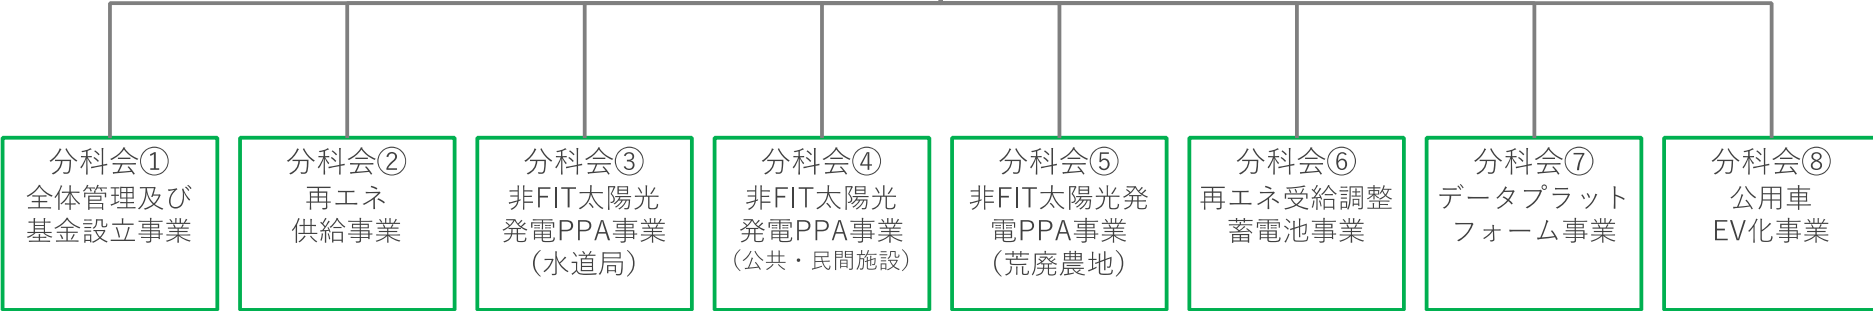 分科会①
全体管理及び
基金設立事業
分科会②
再エネ
供給事業
分科会③
非FIT太陽光
発電PPA事業
（水道局）
分科会④
非FIT太陽光
発電PPA事業
（公共・民間施設）
分科会⑤
非FIT太陽光発
電PPA事業
（荒廃農地）
分科会⑥
再エネ受給調整
蓄電池事業
分科会⑦
データプラット
フォーム事業
分科会⑧
公用車
EV化事業